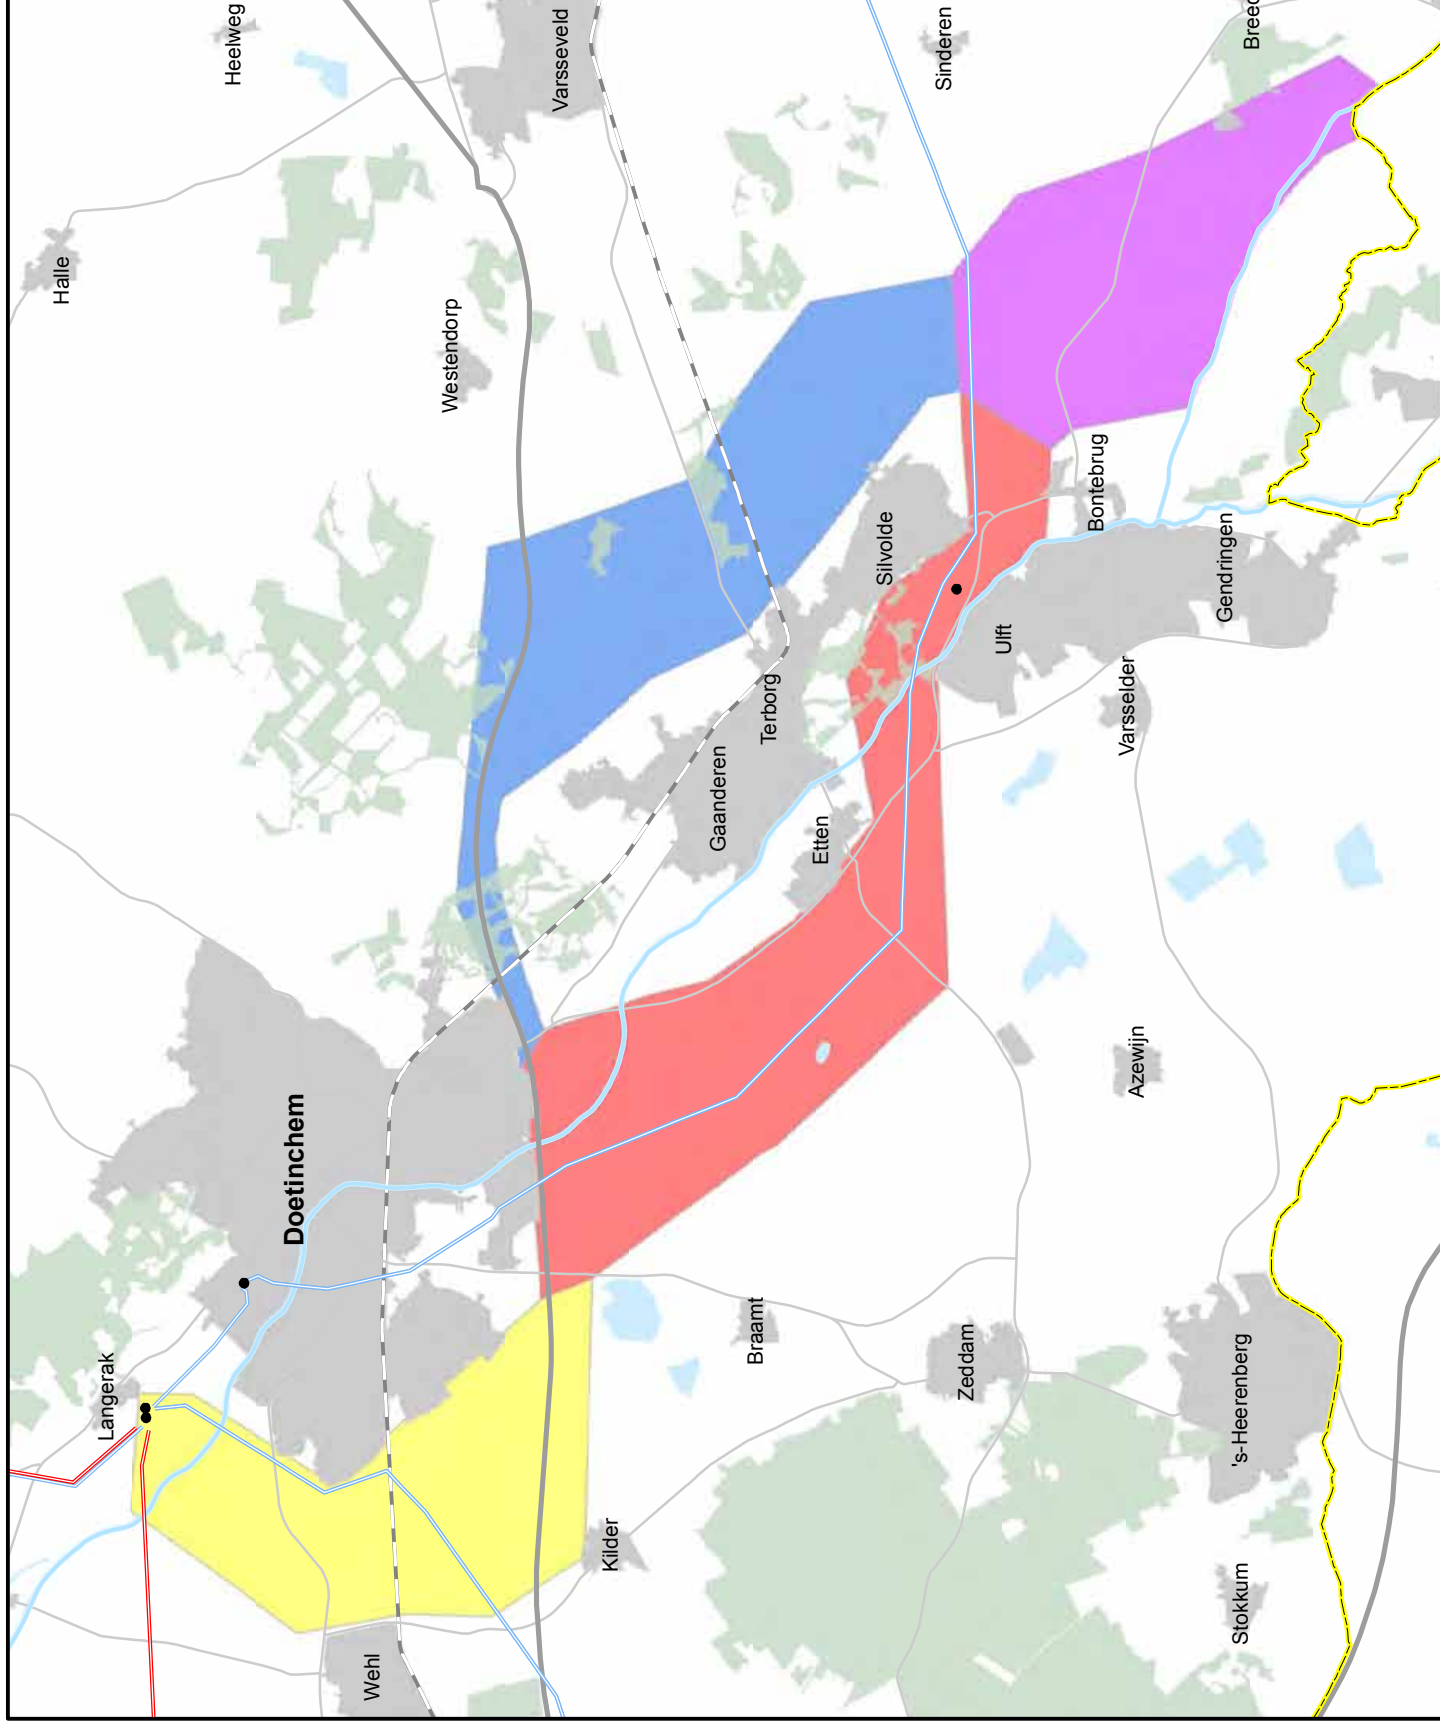 Heelweg
Varsseveld
Sinderen
Breed
Halle
Westendorp
Silvolde
Bontebrug
Gendringen
Ulft
Terborg
Varsselder
Gaanderen
Etten
Azewijn
Doetinchem
Braamt
Langerak
Zeddam
's-Heerenberg
Kilder
Stokkum
Wehl